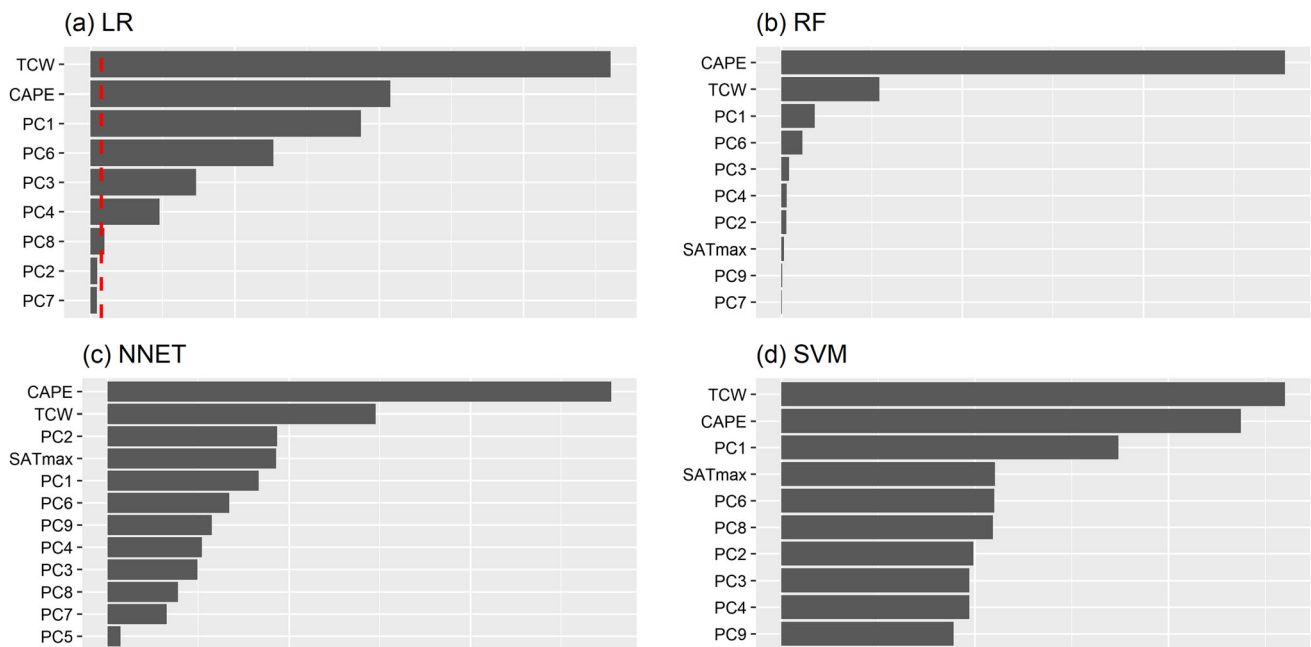 (a) LR
TCW
CAPE
PC1
PC6
PC3
PC4
PC8
PC2
PC7
(b) RF
CAPE
TCW
PC1
PC6
PC3
PC4
PC2
SATmax
PC9
PC7
(c) NNET
CAPE
TCW
PC2
SATmax
PC1
PC6
PC9
PC4
PC3
PC8
PC7
PC5
(d) SVM
TCW
CAPE
PC1
SATmax
PC6
PC8
PC2
PC3
PC4
PC9